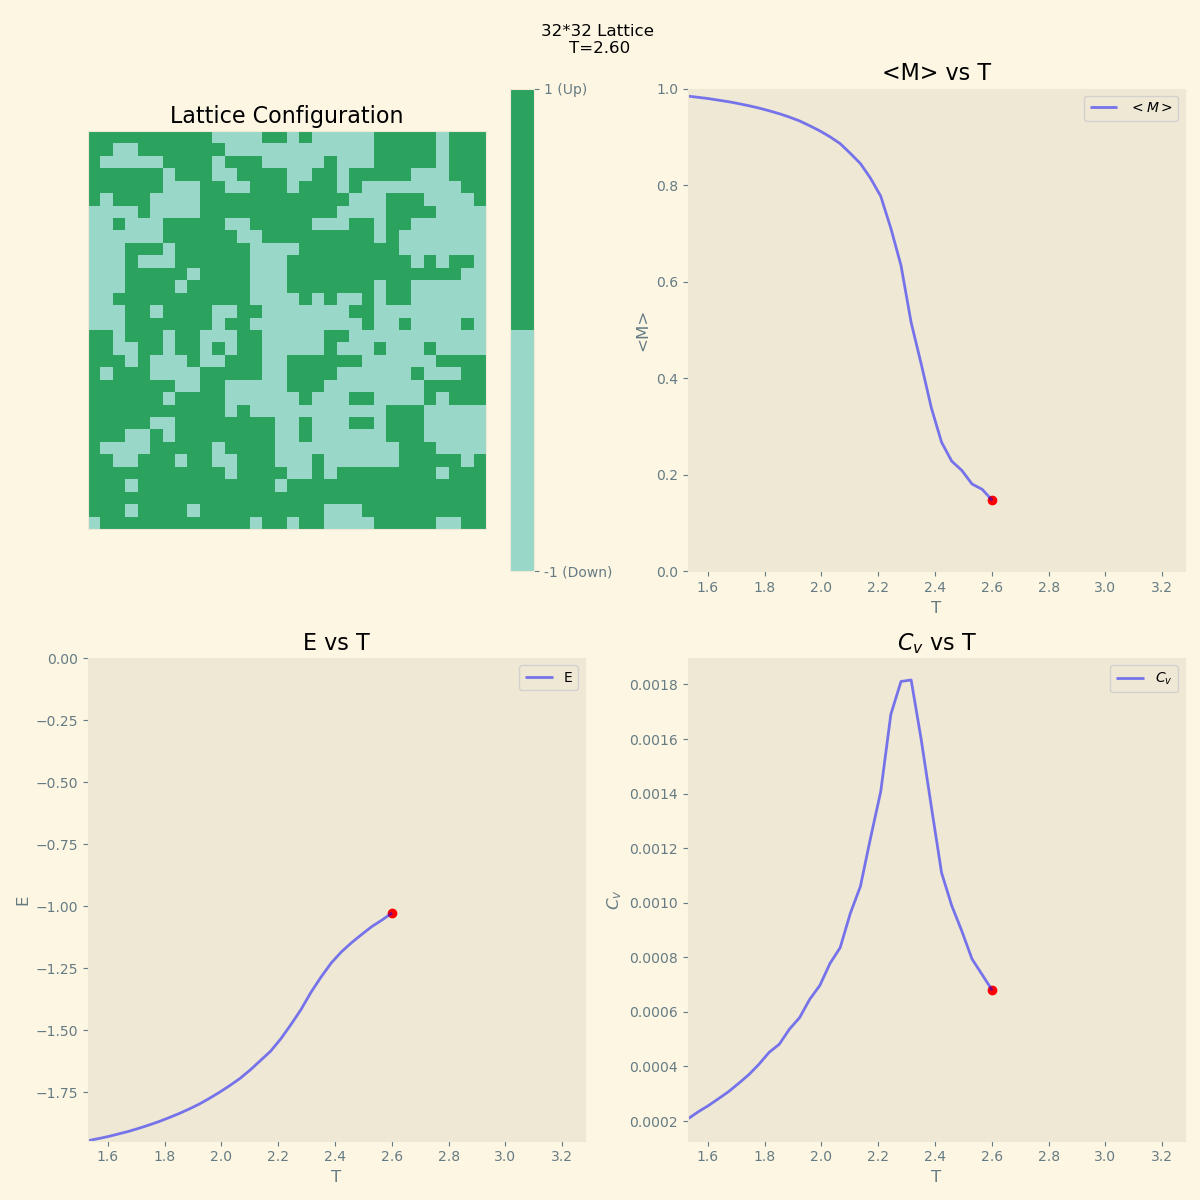 32*32 Lattice
T=2.60
Lattice Configuration
1 (Up)
-1 (Down)
<M> vs T
<M>
1.0
0.8
0.6
0.4
0.2
0.0
<M>
1.6 1.8 2.0 2.2 2.4 2.6 2.8 3.0 3.2
T
E vs T
E
0.00
−0.25
−0.50
−0.75
−1.00
−1.25
−1.50
−1.75
E
1.6 1.8 2.0 2.2 2.4 2.6 2.8 3.0 3.2
T
Cv vs T
Cv
0.0018
0.0016
0.0014
0.0012
0.0010
0.0008
0.0006
0.0004
0.0002
Cv
1.6 1.8 2.0 2.2 2.4 2.6 2.8 3.0 3.2
T